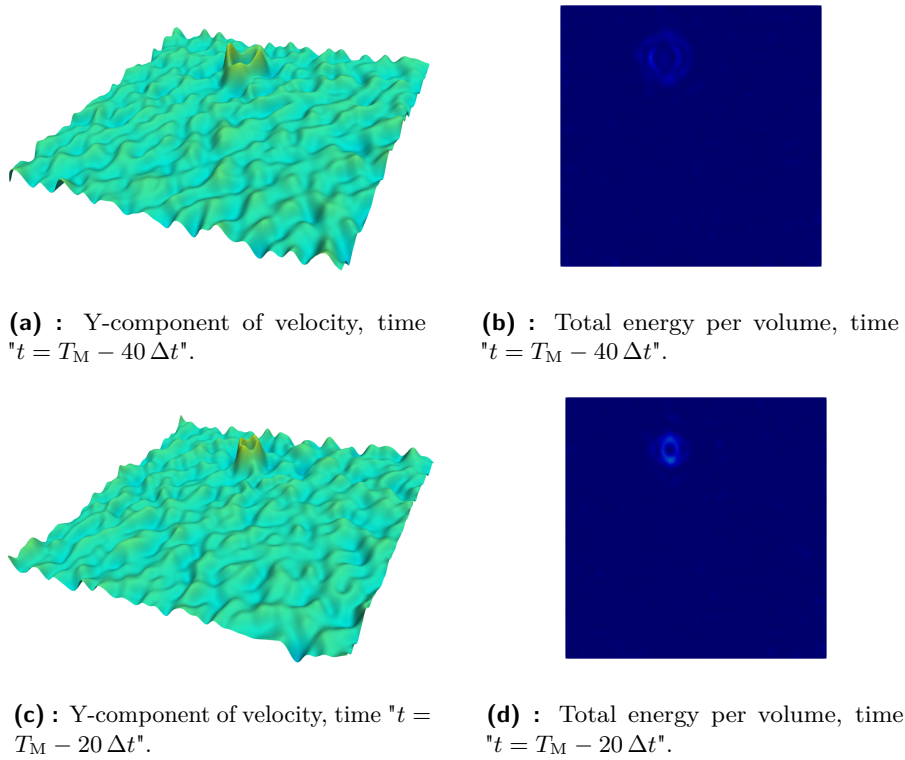 (a) : Y-component of velocity, time
"t = T_M − 40 Δt".
(b) : Total energy per volume, time
"t = T_M − 40 Δt".
(c) : Y-component of velocity, time "t =
T_M − 20 Δt".
(d) : Total energy per volume, time
"t = T_M − 20 Δt".